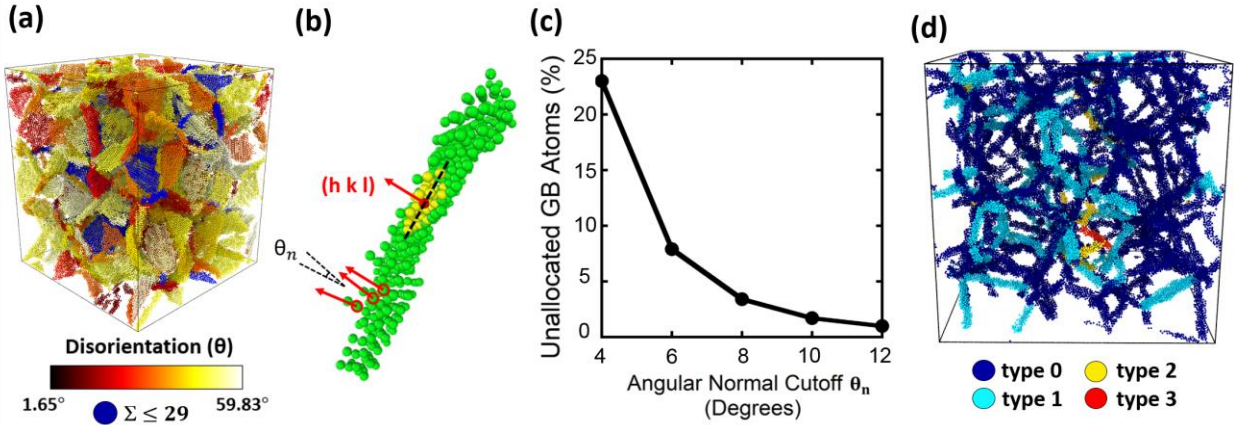 (a)
Disorientation (θ)
1.65° 59.83°
Σ ≤ 29
(b)
(h k l)
θn
(c)
Unallocated GB Atoms (%)
25
20
15
10
5
0
4 6 8 10 12
Angular Normal Cutoff θn
(Degrees)
(d)
type 0 type 2
type 1 type 3